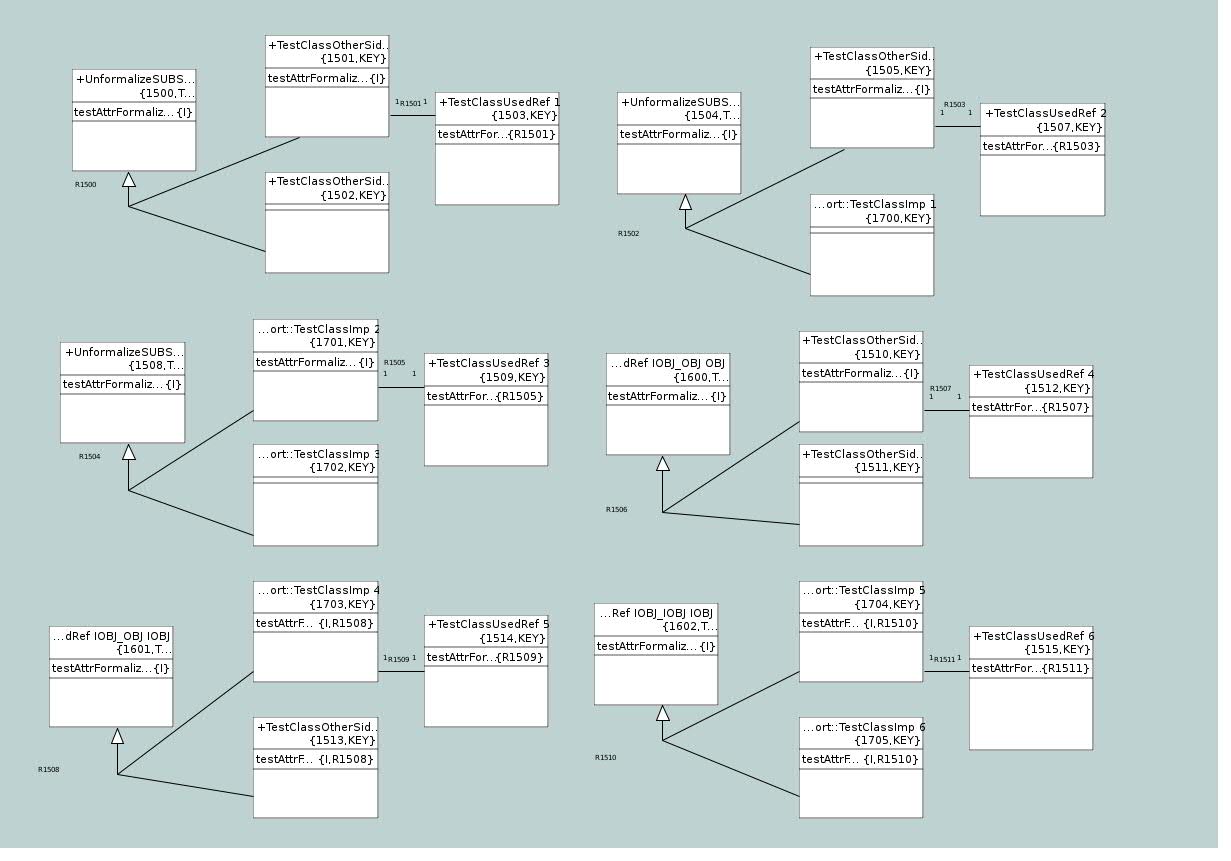 +UnformalizeSUBS...
{1500,T...
testAttrFormaliz... {I}
R1500
+TestClassOtherSid..
{1501,KEY}
testAttrFormaliz... {I}
1 R1501 1
+TestClassUsedRef 1
{1503,KEY}
testAttrFor...{R1501}
+TestClassOtherSid..
{1502,KEY}
+UnformalizeSUBS...
{1504,T...
testAttrFormaliz... {I}
R1502
+TestClassOtherSid..
{1505,KEY}
testAttrFormaliz... {I}
R1503
1 1
+TestClassUsedRef 2
{1507,KEY}
testAttrFor...{R1503}
...ort::TestClassImp 1
{1700,KEY}
+UnformalizeSUBS...
{1508,T...
testAttrFormaliz... {I}
R1504
...ort::TestClassImp 2
{1701,KEY}
testAttrFormaliz... {I}
R1505
1 1
+TestClassUsedRef 3
{1509,KEY}
testAttrFor...{R1505}
...ort::TestClassImp 3
{1702,KEY}
...dRef IOBJ_OBJ OBJ
{1600,T...
testAttrFormaliz... {I}
R1506
+TestClassOtherSid..
{1510,KEY}
testAttrFormaliz... {I}
R1507
1 1
+TestClassUsedRef 4
{1512,KEY}
testAttrFor...{R1507}
+TestClassOtherSid..
{1511,KEY}
...dRef IOBJ_OBJ IOBJ
{1601,T...
testAttrFormaliz... {I}
R1508
...ort::TestClassImp 4
{1703,KEY}
testAttrF... {I,R1508}
1 R1509 1
+TestClassUsedRef 5
{1514,KEY}
testAttrFor...{R1509}
+TestClassOtherSid..
{1513,KEY}
testAttrF... {I,R1508}
...Ref IOBJ_IOBJ IOBJ
{1602,T...
testAttrFormaliz... {I}
R1510
...ort::TestClassImp 5
{1704,KEY}
testAttrF... {I,R1510}
1 R1511 1
+TestClassUsedRef 6
{1515,KEY}
testAttrFor...{R1511}
...ort::TestClassImp 6
{1705,KEY}
testAttrF... {I,R1510}